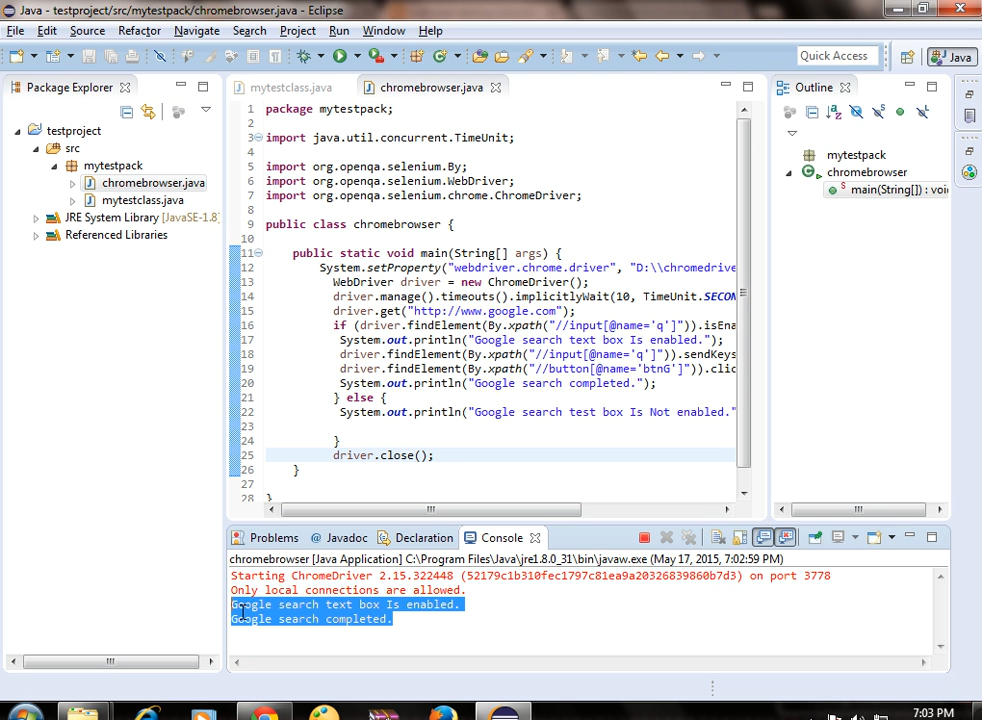 Java - testproject/src/mytestpack/chromebrowser.java - Eclipse
File Edit Source Refactor Navigate Search Project Run Window Help
Quick Access
Java
Package Explorer
testproject
src
mytestpack
chromebrowser.java
mytestclass.java
JRE System Library [JavaSE-1.8]
Referenced Libraries
mytestclass.java
chromebrowser.java
1 package mytestpack;
2
3 import java.util.concurrent.TimeUnit;
4
5 import org.openqa.selenium.By;
6 import org.openqa.selenium.WebDriver;
7 import org.openqa.selenium.chrome.ChromeDriver;
8
9 public class chromebrowser {
10
11 public static void main(String[] args) {
12 System.setProperty("webdriver.chrome.driver", "D:\\chromedrive
13 WebDriver driver = new ChromeDriver();
14 driver.manage().timeouts().implicitlyWait(10, TimeUnit.SECON
15 driver.get("http://www.google.com");
16 if (driver.findElement(By.xpath("//input[@name='q']")).isEna
17 System.out.println("Google search text box Is enabled.");
18 driver.findElement(By.xpath("//input[@name='q']")).sendKeys
19 driver.findElement(By.xpath("//button[@name='btnG']")).clic
20 System.out.println("Google search completed.");
21 } else {
22 System.out.println("Google search test box Is Not enabled."
23
24 }
25 driver.close();
26 }
27
28 }
Outline
mytestpack
chromebrowser
main(String[]) : void
Problems
Javadoc
Declaration
Console
chromebrowser [Java Application] C:\Program Files\Java\jre1.8.0_31\bin\javaw.exe (May 17, 2015, 7:02:59 PM)
Starting ChromeDriver 2.15.322448 (52179c1b310fec1797c81ea9a20326839860b7d3) on port 3778
Only local connections are allowed.
Google search text box Is enabled.
Google search completed.
7:03 PM